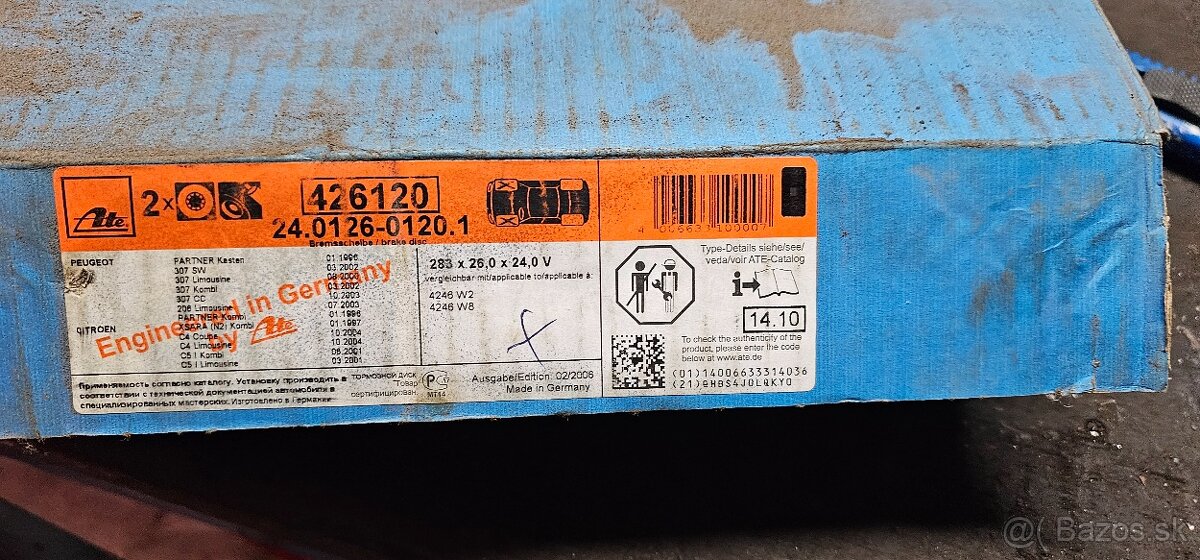 Ate
2x
426120
24.0126-0120.1
Bremsscheibe / brake disc
4 006633 100007
PEUGEOT
PARTNER Kasten 01.1996
307 SW 03.2002
307 Limousine 08.2000
307 Kombi 03.2002
307 CC 10.2003
206 Limousine 07.2003
PARTNER Kombi 01.1996
CITROEN
XSARA (N2) Kombi 01.1997
C4 Coupe 10.2004
C4 Limousine 10.2004
C5 I Kombi 06.2001
C5 I Limousine 03.2001
Engineered in Germany
by Ate
283 x 26,0 x 24,0 V
vergleichbar mit/applicable to/applicable à:
4246 W2
4246 W8
Применяемость согласно каталогу. Установку производить в
соответствии с технической документацией автомобиля в
специализированных мастерских. Изготовлено в Германии
тормозной диск
Товар
сертифицирован.
MT44
Ausgabe/Edition: 02/2006
Made in Germany
Type-Details siehe/see/
veda/voir ATE-Catalog
i
14.10
To check the authenticity of the
product, please enter the code
below at www.ate.de
(01)14006633314036
(21)QHBS4JOLQKYO
@ Bazos.sk